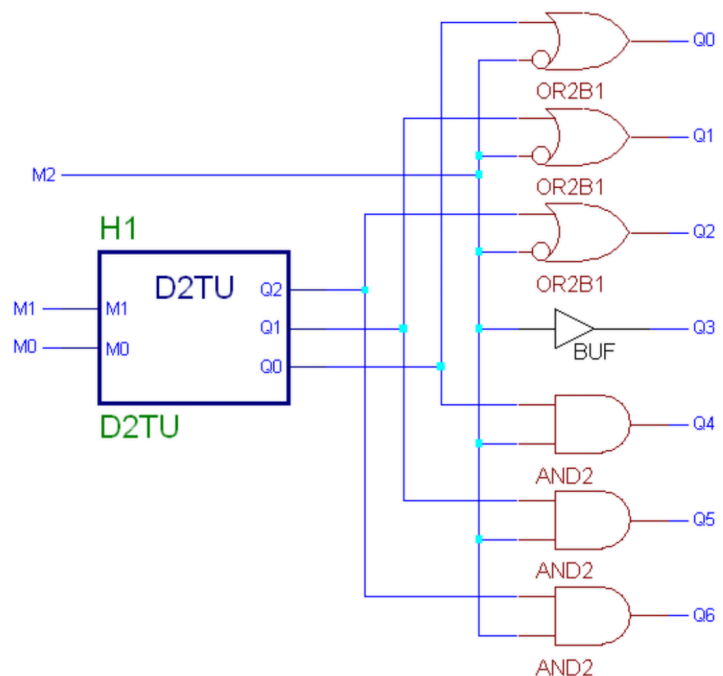 Q0
OR2B1
Q1
M2
OR2B1
H1
Q2
D2TU
Q2
OR2B1
M1
M1
Q1
Q3
M0
M0
BUF
Q0
D2TU
Q4
AND2
Q5
AND2
Q6
AND2